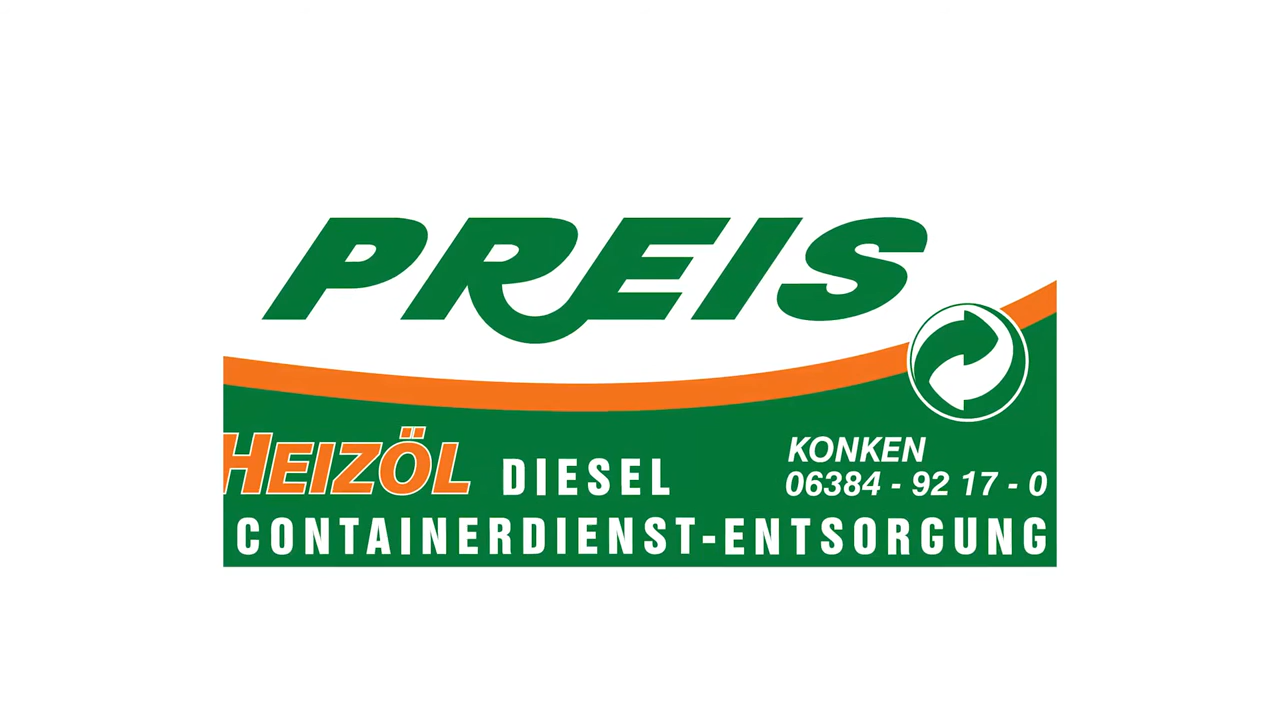 PREIS
HEIZÖL DIESEL
KONKEN
06384 - 92 17 - 0
CONTAINERDIENST-ENTSORGUNG